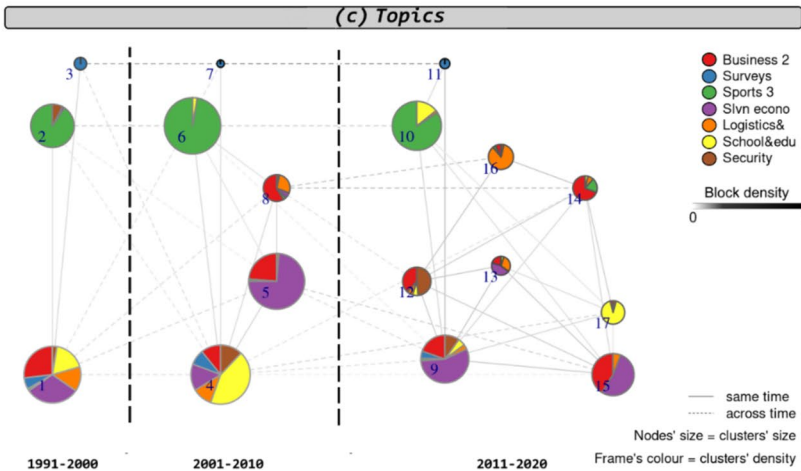 (c) Topics
3
7
11
2
6
10
16
8
14
5
12
13
17
1
4
9
15
Business 2
Surveys
Sports 3
Slvn econo
Logistics&
School&edu
Security
Block density
0
same time
across time
Nodes' size = clusters' size
Frame's colour = clusters' density
1991-2000
2001-2010
2011-2020